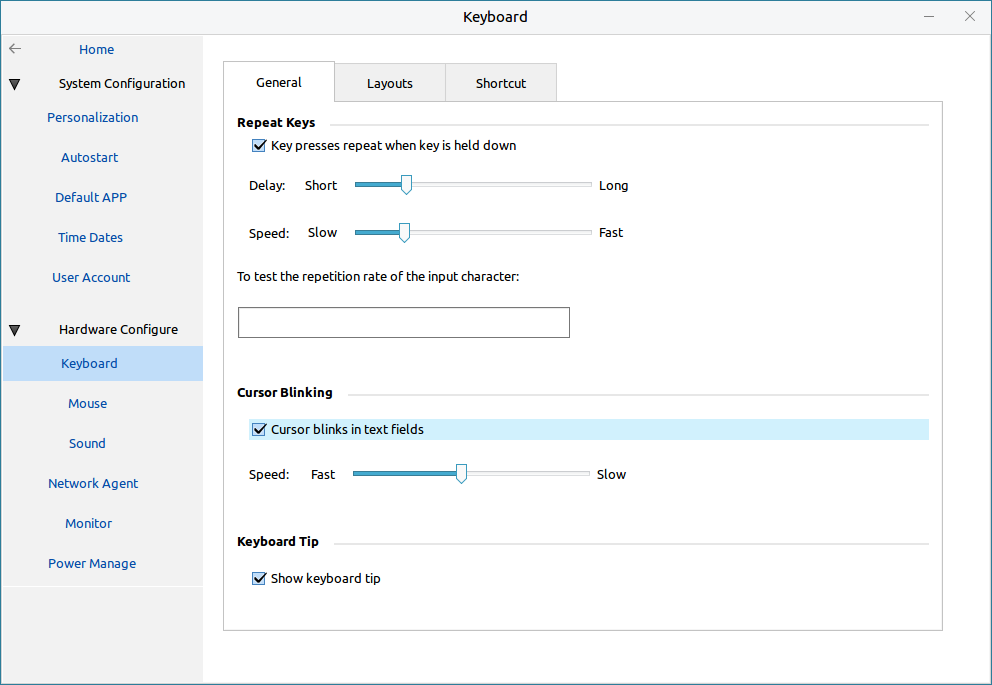 Keyboard
Home
System Configuration
Personalization
Autostart
Default APP
Time Dates
User Account
Hardware Configure
Keyboard
Mouse
Sound
Network Agent
Monitor
Power Manage
General Layouts Shortcut
Repeat Keys
Key presses repeat when key is held down
Delay: Short Long
Speed: Slow Fast
To test the repetition rate of the input character:
Cursor Blinking
Cursor blinks in text fields
Speed: Fast Slow
Keyboard Tip
Show keyboard tip